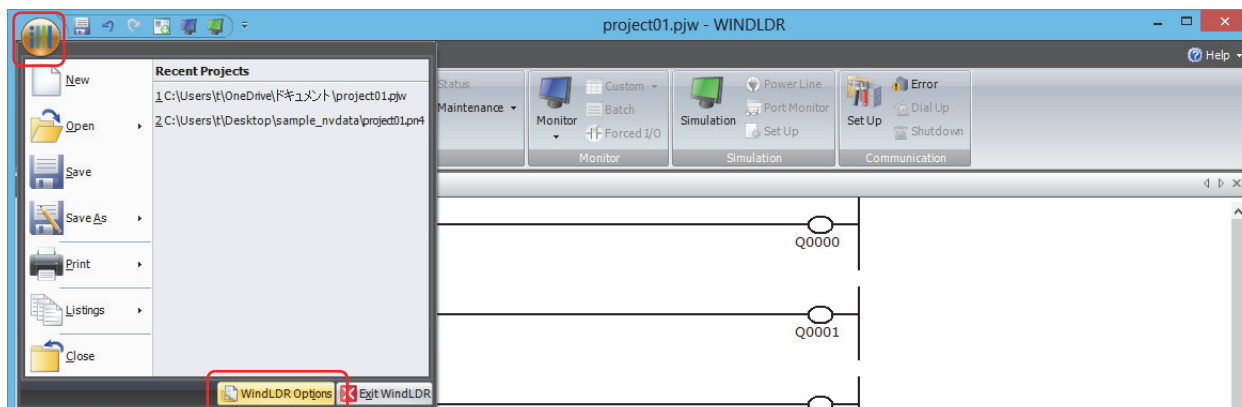 project01.pjw - WINDLDR
Help
New
Open
Save
Save As
Print
Listings
Close
Recent Projects
1 C:\Users\t\OneDrive\ドキュメント\project01.pjw
2 C:\Users\t\Desktop\sample_nvdata\project01.pn4
WindLDR Options
Exit WindLDR
Status
Maintenance
Monitor
Custom
Batch
Forced I/O
Monitor
Simulation
Power Line
Port Monitor
Set Up
Simulation
Set Up
Error
Dial Up
Shutdown
Communication
Q0000
Q0001